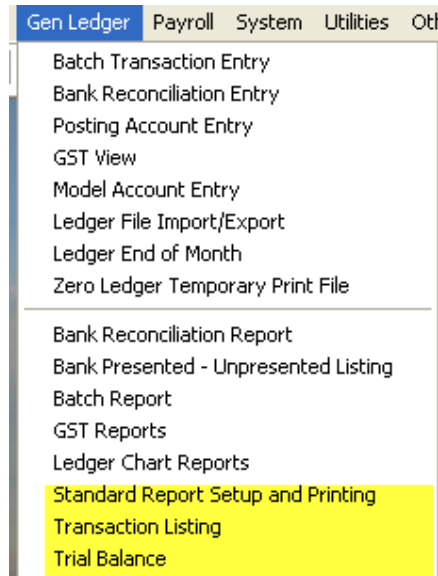 Gen Ledger Payroll System Utilities Oth
Batch Transaction Entry
Bank Reconciliation Entry
Posting Account Entry
GST View
Model Account Entry
Ledger File Import/Export
Ledger End of Month
Zero Ledger Temporary Print File
Bank Reconciliation Report
Bank Presented - Unpresented Listing
Batch Report
GST Reports
Ledger Chart Reports
Standard Report Setup and Printing
Transaction Listing
Trial Balance